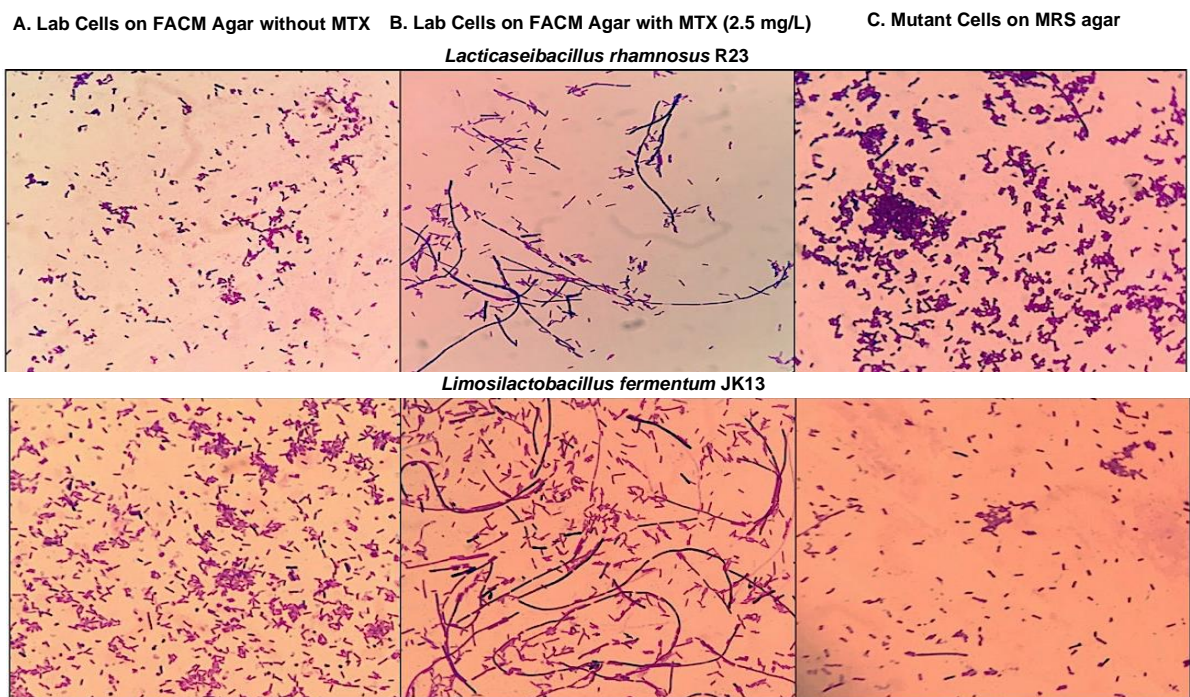 A. Lab Cells on FACM Agar without MTX B. Lab Cells on FACM Agar with MTX (2.5 mg/L) C. Mutant Cells on MRS agar
Lacticaseibacillus rhamnosus R23
Limosilactobacillus fermentum JK13